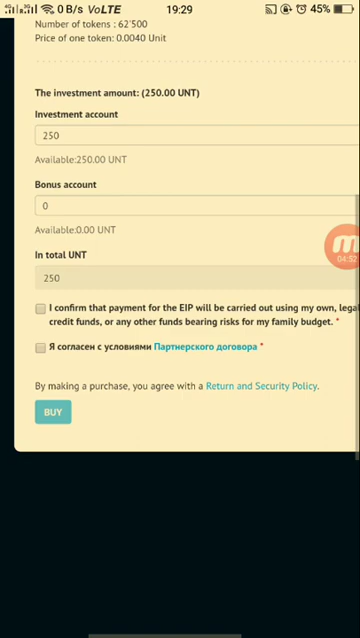 4G 3G 0 B/s VoLTE 19:29 45%
Number of tokens : 62'500
Price of one token: 0.0040 Unit
The investment amount: (250.00 UNT)
Investment account
250
Available:250.00 UNT
Bonus account
0
Available:0.00 UNT
In total UNT
250
04:52
I confirm that payment for the EIP will be carried out using my own, legal
credit funds, or any other funds bearing risks for my family budget. *
Я согласен с условиями Партнерского договора *
By making a purchase, you agree with a Return and Security Policy.
BUY